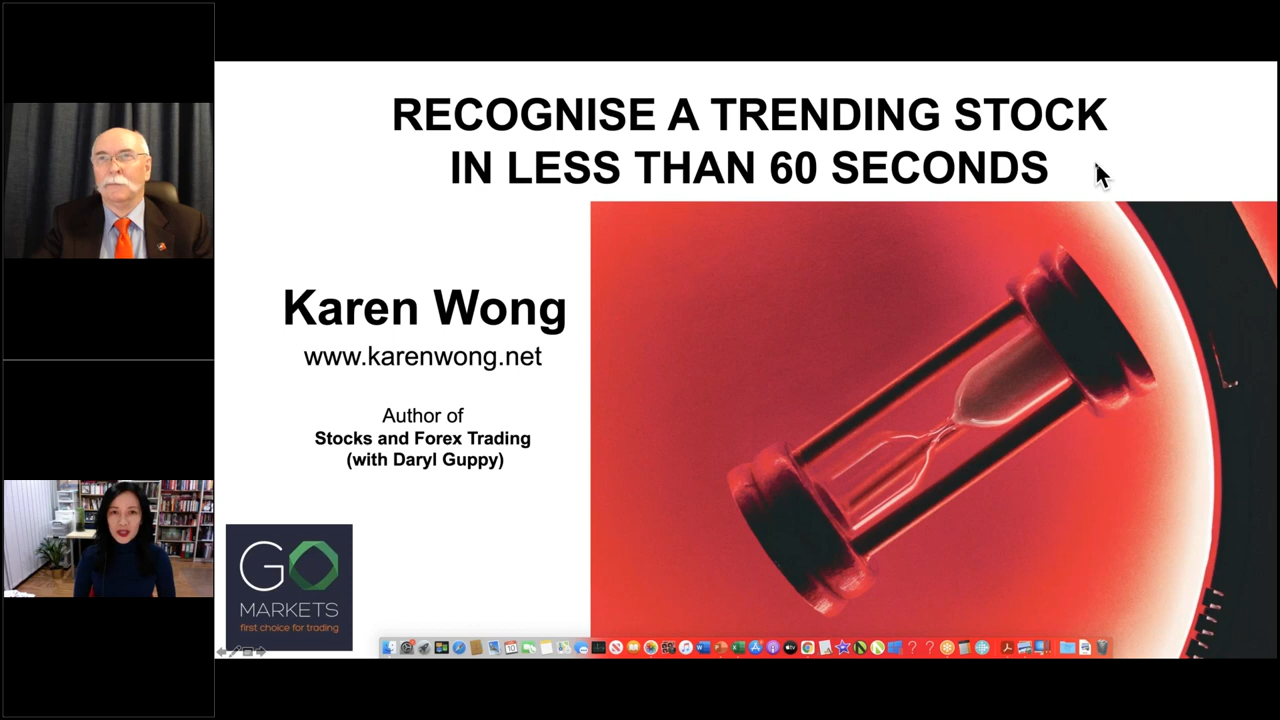 RECOGNISE A TRENDING STOCK
IN LESS THAN 60 SECONDS
Karen Wong
www.karenwong.net
Author of
Stocks and Forex Trading
(with Daryl Guppy)
GO
MARKETS
first choice for trading